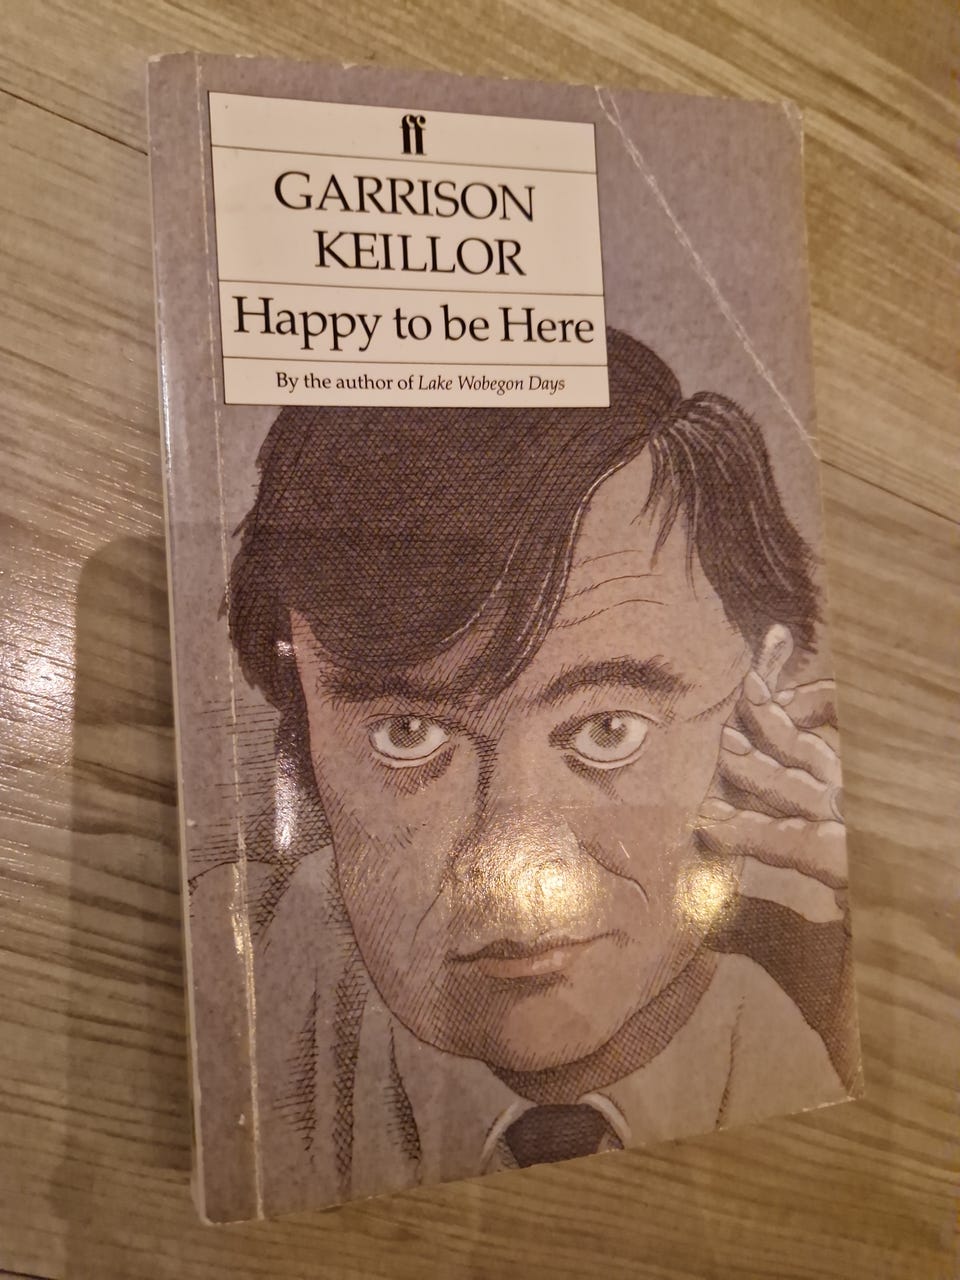 ff
GARRISON
KEILLOR
Happy to be Here
By the author of Lake Wobegon Days